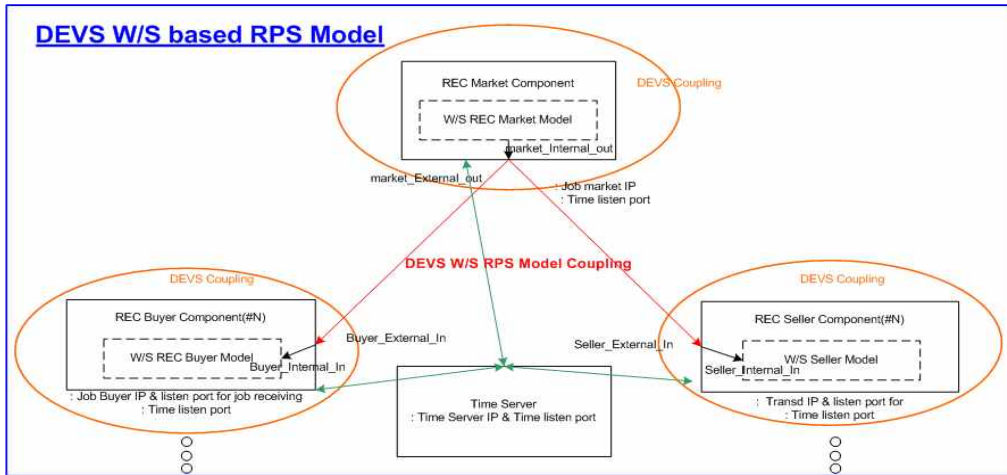 DEVS W/S based RPS Model
REC Market Component
DEVS Coupling
W/S REC Market Model
market_Internal_out
market_External_out
: Job market IP
: Time listen port
DEVS W/S RPS Model Coupling
DEVS Coupling
REC Buyer Component(#N)
W/S REC Buyer Model
Buyer_External_In
Buyer_Internal_In
: Job Buyer IP & listen port for job receiving
: Time listen port
Time Server
: Time Server IP & Time listen port
DEVS Coupling
REC Seller Component(#N)
Seller_External_In
W/S Seller Model
Seller_Internal_In
: Transd IP & listen port for
: Time listen port